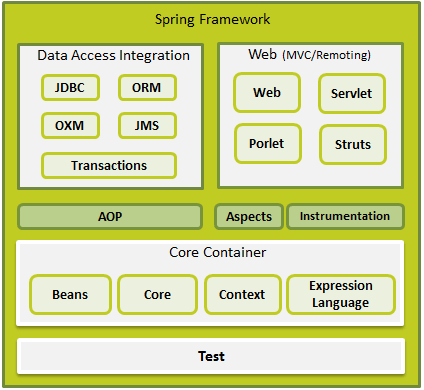 Spring Framework
Data Access Integration
JDBC
ORM
OXM
JMS
Transactions
Web (MVC/Remoting)
Web
Servlet
Porlet
Struts
AOP
Aspects
Instrumentation
Core Container
Beans
Core
Context
Expression
Language
Test